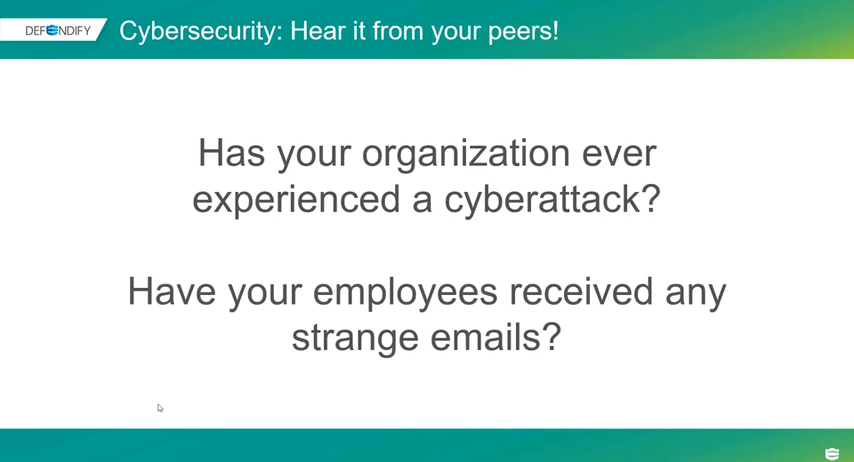 DEFENDIFY
Cybersecurity: Hear it from your peers!
Has your organization ever
experienced a cyberattack?
Have your employees received any
strange emails?